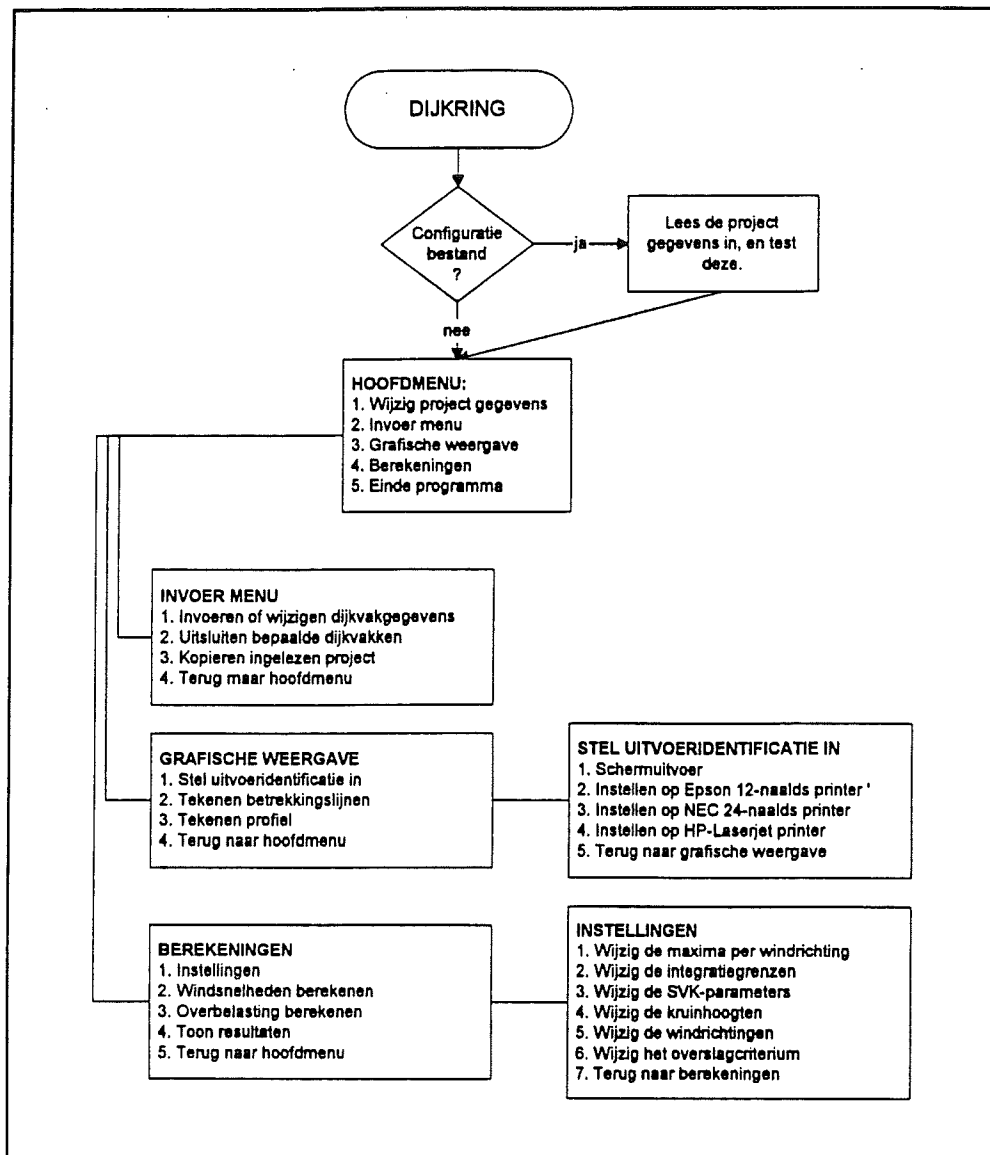 DIJKRING
Configuratie
bestand
?
ja
Lees de project
gegevens in, en test
deze.
nee
HOOFDMENU:
1. Wijzig project gegevens
2. Invoer menu
3. Grafische weergave
4. Berekeningen
5. Einde programma
INVOER MENU
1. Invoeren of wijzigen dijkvakgegevens
2. Uitsluiten bepaalde dijkvakken
3. Kopieren ingelezen project
4. Terug maar hoofdmenu
GRAFISCHE WEERGAVE
1. Stel uitvoeridentificatie in
2. Tekenen betrekkingslijnen
3. Tekenen profiel
4. Terug naar hoofdmenu
STEL UITVOERIDENTIFICATIE IN
1. Schermuitvoer
2. Instellen op Epson 12-naalds printer '
3. Instellen op NEC 24-naalds printer
4. Instellen op HP-Laserjet printer
5. Terug naar grafische weergave
BEREKENINGEN
1. Instellingen
2. Windsnelheden berekenen
3. Overbelasting berekenen
4. Toon resultaten
5. Terug naar hoofdmenu
INSTELLINGEN
1. Wijzig de maxima per windrichting
2. Wijzig de integratiegrenzen
3. Wijzig de SVK-parameters
4. Wijzig de kruinhoogten
5. Wijzig de windrichtingen
6. Wijzig het overslagcriterium
7. Terug naar berekeningen